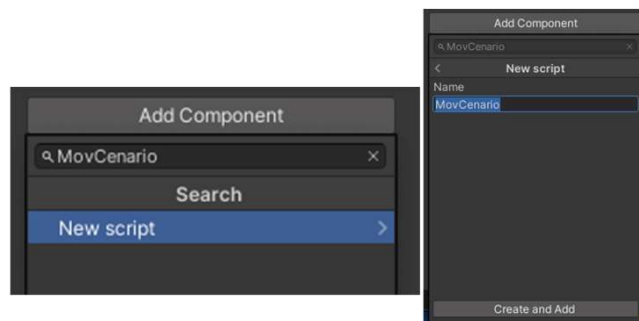 Add Component
MovCenario
Search
New script
Add Component
MovCenario
New script
Name
MovCenario
Create and Add